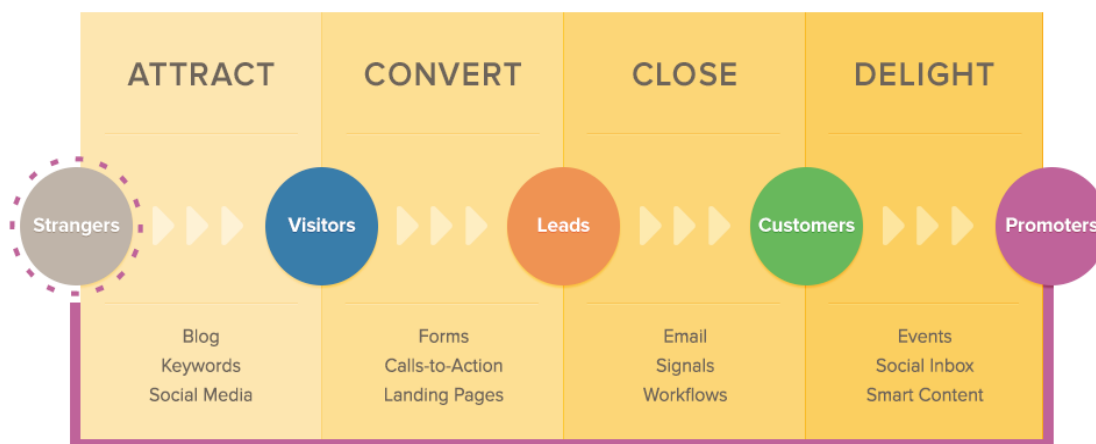 ATTRACT
CONVERT
CLOSE
DELIGHT
Strangers
Visitors
Leads
Customers
Promoters
Blog
Keywords
Social Media
Forms
Calls-to-Action
Landing Pages
Email
Signals
Workflows
Events
Social Inbox
Smart Content